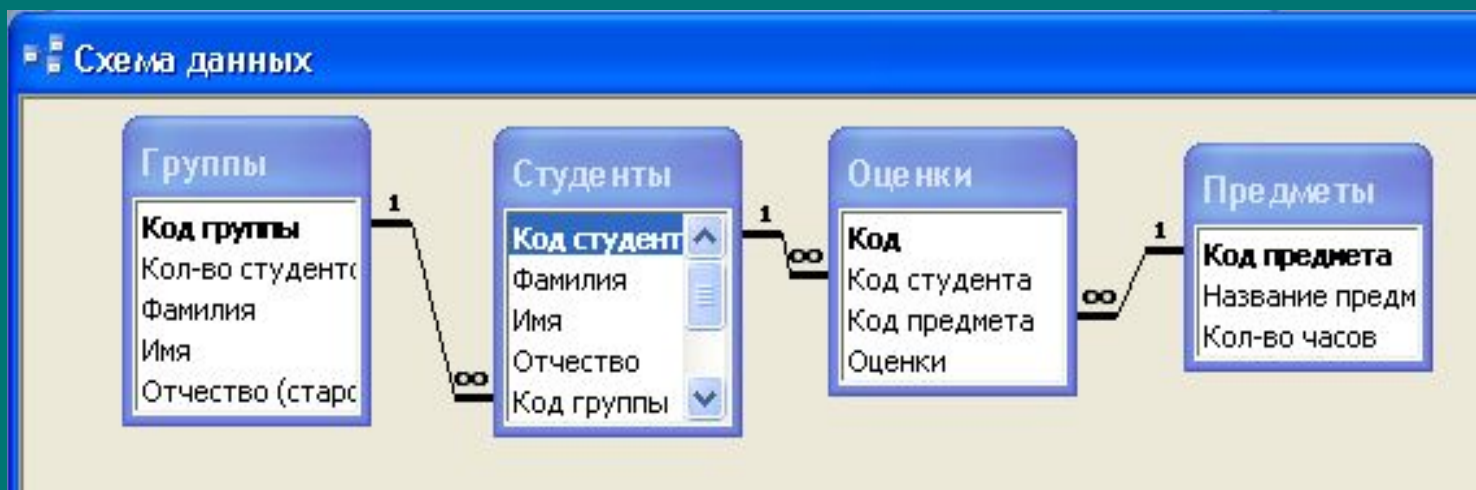 Схема данных
Группы
Код группы
Кол-во студенто
Фамилия
Имя
Отчество (старо
1
∞
Студенты
Код студент
Фамилия
Имя
Отчество
Код группы
1
∞
Оценки
Код
Код студента
Код предмета
Оценки
∞
1
Предметы
Код предмета
Название предм
Кол-во часов